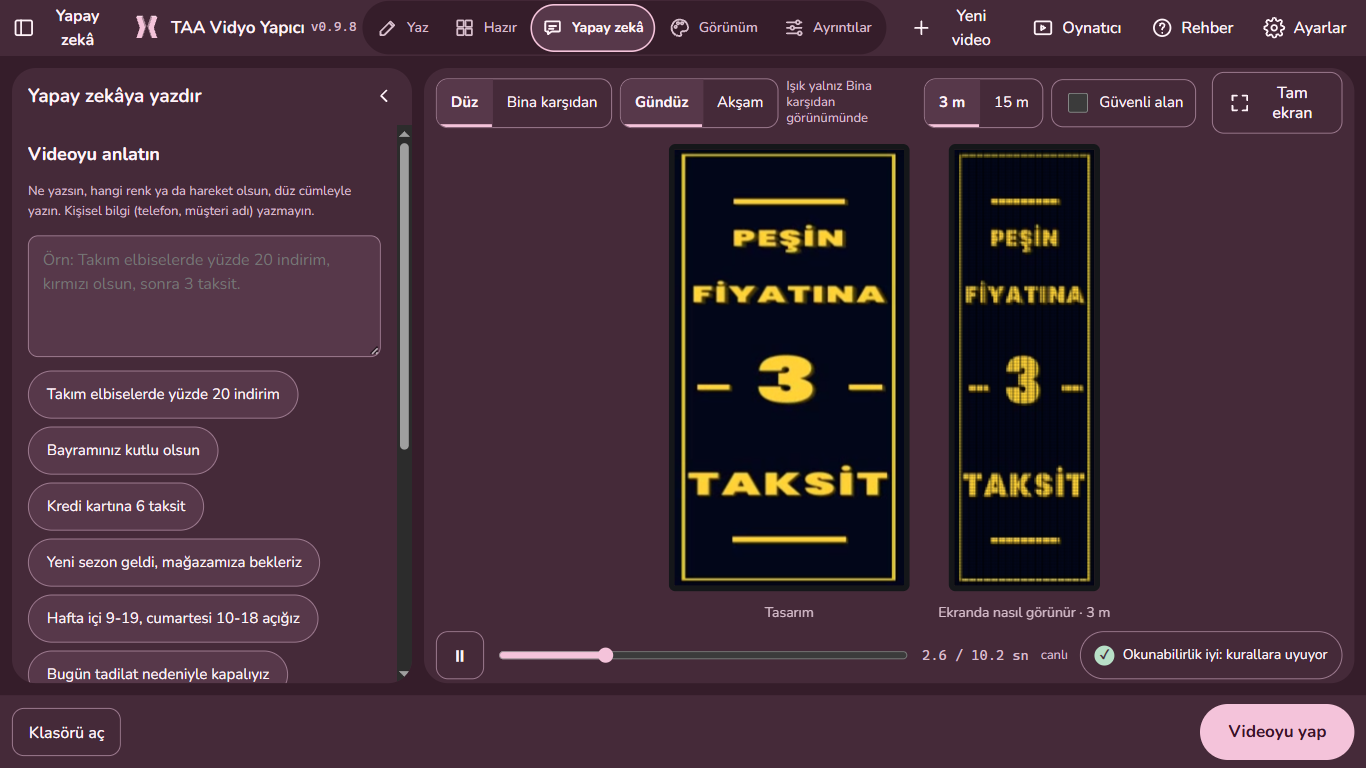 Yapay
zekâ
TAA Vidyo Yapıcı v0.9.8
Yaz
Hazır
Yapay zekâ
Görünüm
Ayrıntılar
Yeni
video
Oynatıcı
Rehber
Ayarlar
Yapay zekâya yazdır
Videoyu anlatın
Ne yazsın, hangi renk ya da hareket olsun, düz cümleyle
yazın. Kişisel bilgi (telefon, müşteri adı) yazmayın.
Örn: Takım elbiselerde yüzde 20 indirim,
kırmızı olsun, sonra 3 taksit.
Takım elbiselerde yüzde 20 indirim
Bayramınız kutlu olsun
Kredi kartına 6 taksit
Yeni sezon geldi, mağazamıza bekleriz
Hafta içi 9-19, cumartesi 10-18 açığız
Bugün tadilat nedeniyle kapalıyız
Düz
Bina karşıdan
Gündüz
Akşam
Işık yalnız Bina
karşıdan
görünümünde
3 m
15 m
Güvenli alan
Tam
ekran
PEŞİN
FİYATINA
3
TAKSİT
Tasarım
PEŞİN
FİYATINA
3
TAKSİT
Ekranda nasıl görünür · 3 m
2.6 / 10.2 sn
canlı
Okunabilirlik iyi: kurallara uyuyor
Klasörü aç
Videoyu yap